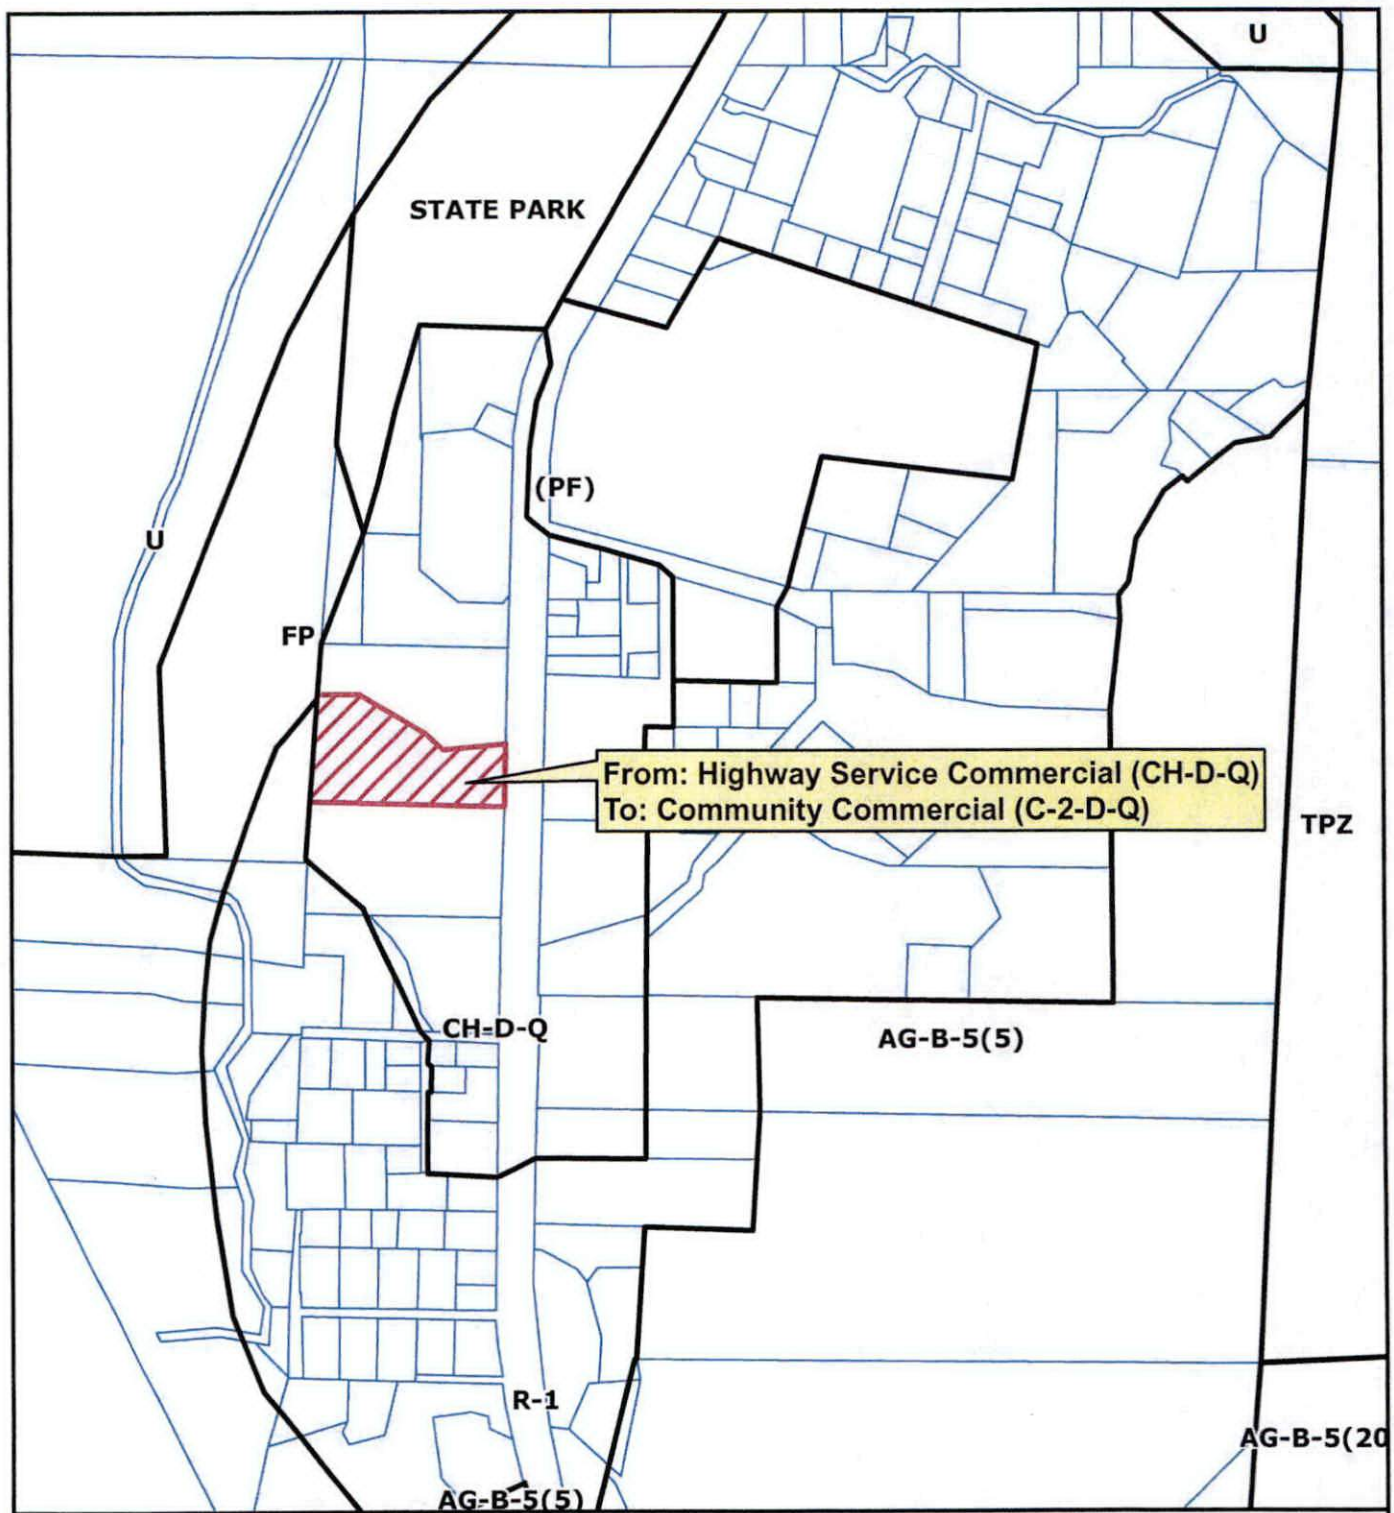 U
STATE PARK
(PF)
U
FP
From: Highway Service Commercial (CH-D-Q)
To: Community Commercial (C-2-D-Q)
TPZ
CH-D-Q
AG-B-5(5)
R-1
AG-B-5(20
AG-B-5(5)